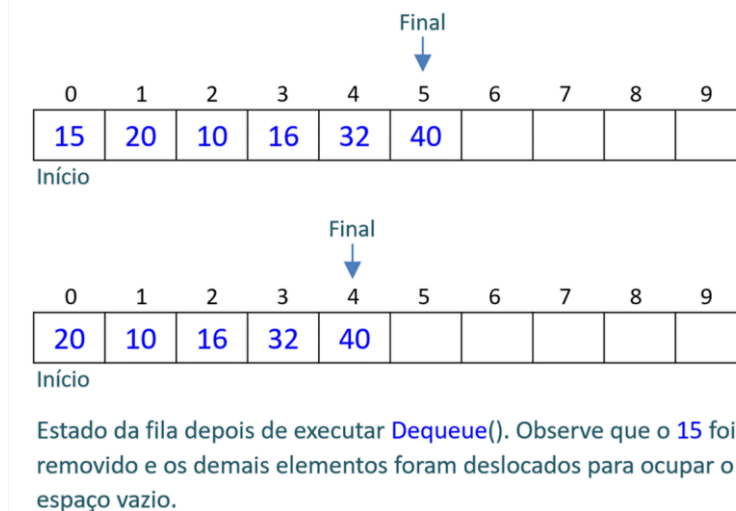 Final
0 1 2 3 4 5 6 7 8 9
15 20 10 16 32 40
Início
Final
0 1 2 3 4 5 6 7 8 9
20 10 16 32 40
Início
Estado da fila depois de executar Dequeue(). Observe que o 15 foi
removido e os demais elementos foram deslocados para ocupar o
espaço vazio.